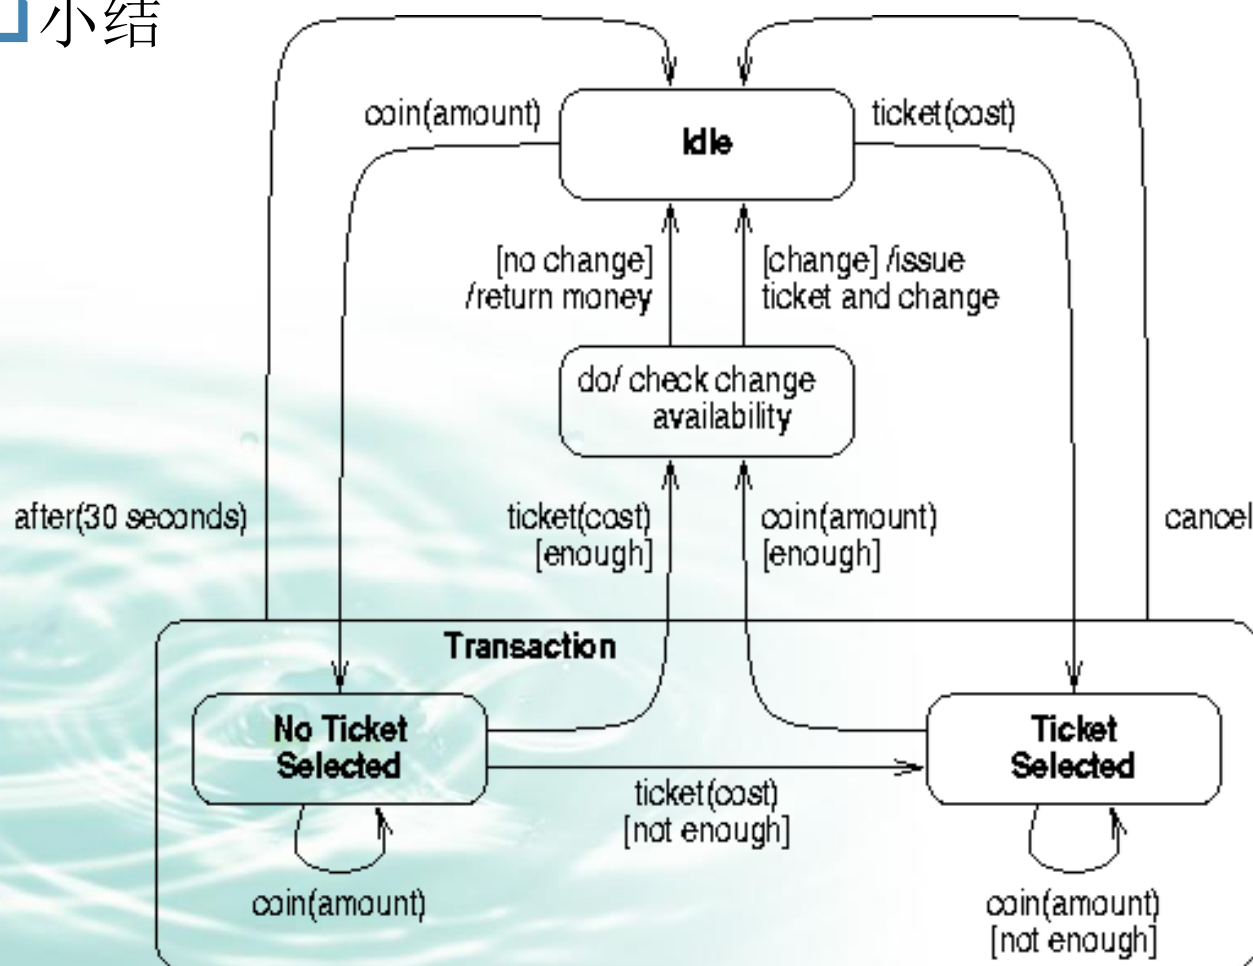 小结
coin(amount)
ticket(cost)
Idle
[no change]
/return money
[change] /issue
ticket and change
do/ check change
availability
after(30 seconds)
ticket(cost)
[enough]
coin(amount)
[enough]
cancel
Transaction
No Ticket
Selected
Ticket
Selected
ticket(cost)
[not enough]
coin(amount)
coin(amount)
[not enough]